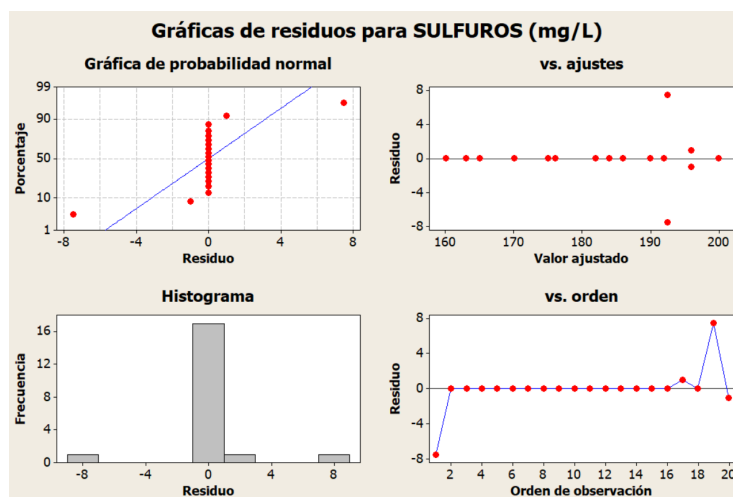 Gráficas de residuos para SULFUROS (mg/L)
Gráfica de probabilidad normal
99
90
50
10
1
Porcentaje
-8 -4 0 4 8
Residuo
vs. ajustes
8
4
0
-4
-8
Residuo
160 170 180 190 200
Valor ajustado
Histograma
16
12
8
4
0
Frecuencia
-8 -4 0 4 8
Residuo
vs. orden
8
4
0
-4
-8
Residuo
2 4 6 8 10 12 14 16 18 20
Orden de observación